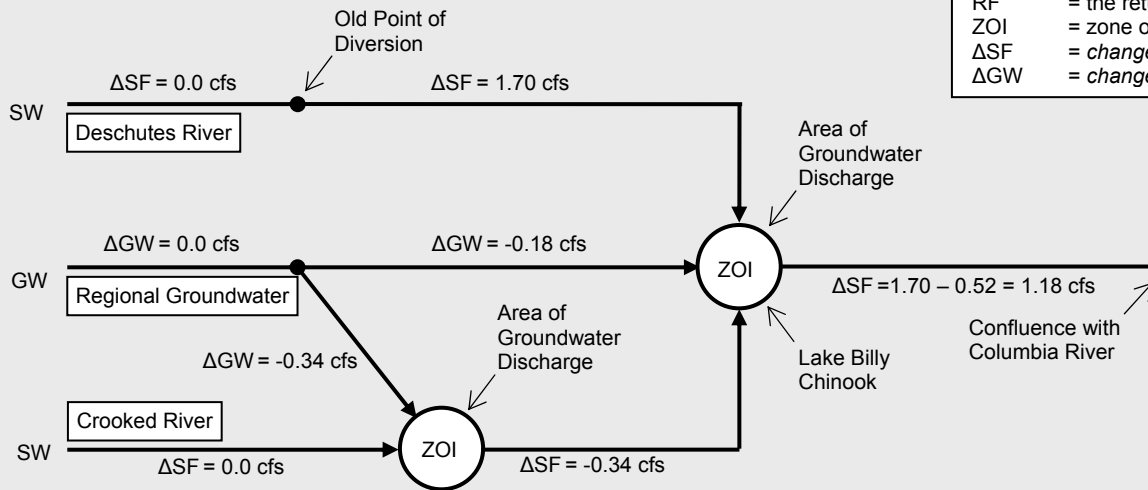 RF = the ret
ZOI = zone o
ΔSF = change
ΔGW = change
Old Point of
Diversion
ΔSF = 0.0 cfs
ΔSF = 1.70 cfs
SW
Deschutes River
Area of
Groundwater
Discharge
ΔGW = 0.0 cfs
ΔGW = -0.18 cfs
GW
Regional Groundwater
ZOI
ΔSF =1.70 – 0.52 = 1.18 cfs
Area of
Groundwater
Discharge
Confluence with
Columbia River
Lake Billy
Chinook
ΔGW = -0.34 cfs
Crooked River
SW
ZOI
ΔSF = 0.0 cfs
ΔSF = -0.34 cfs